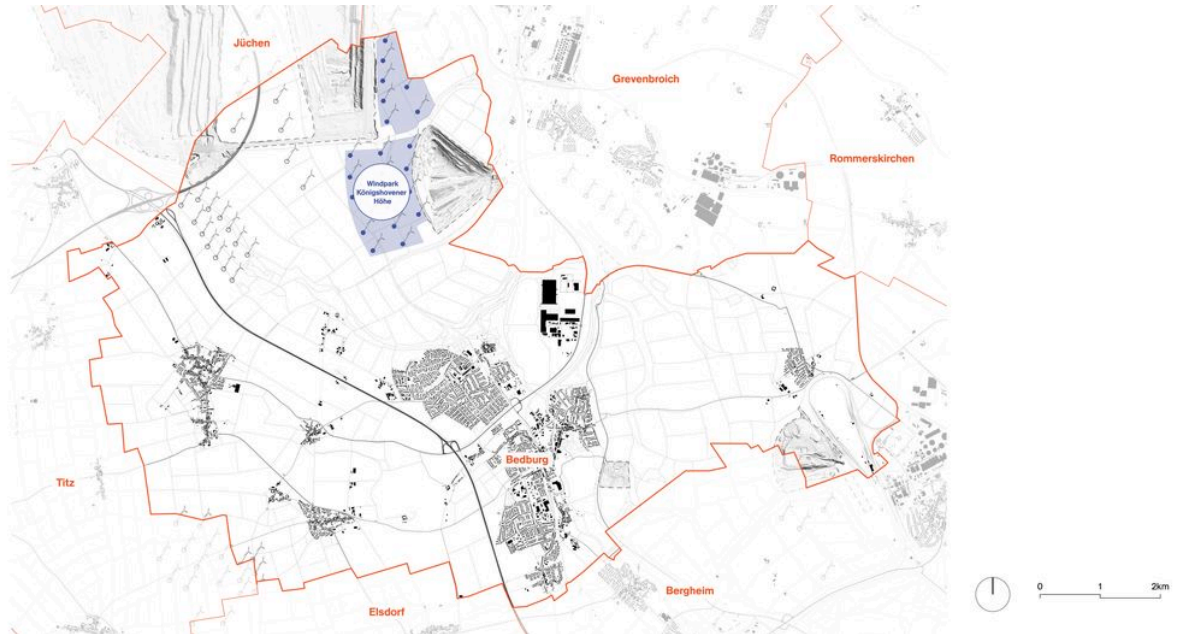 Jüchen
Grevenbroich
Rommerskirchen
Windpark
Königshovener
Höhe
Bedburg
Titz
Bergheim
Elsdorf
0 1 2km